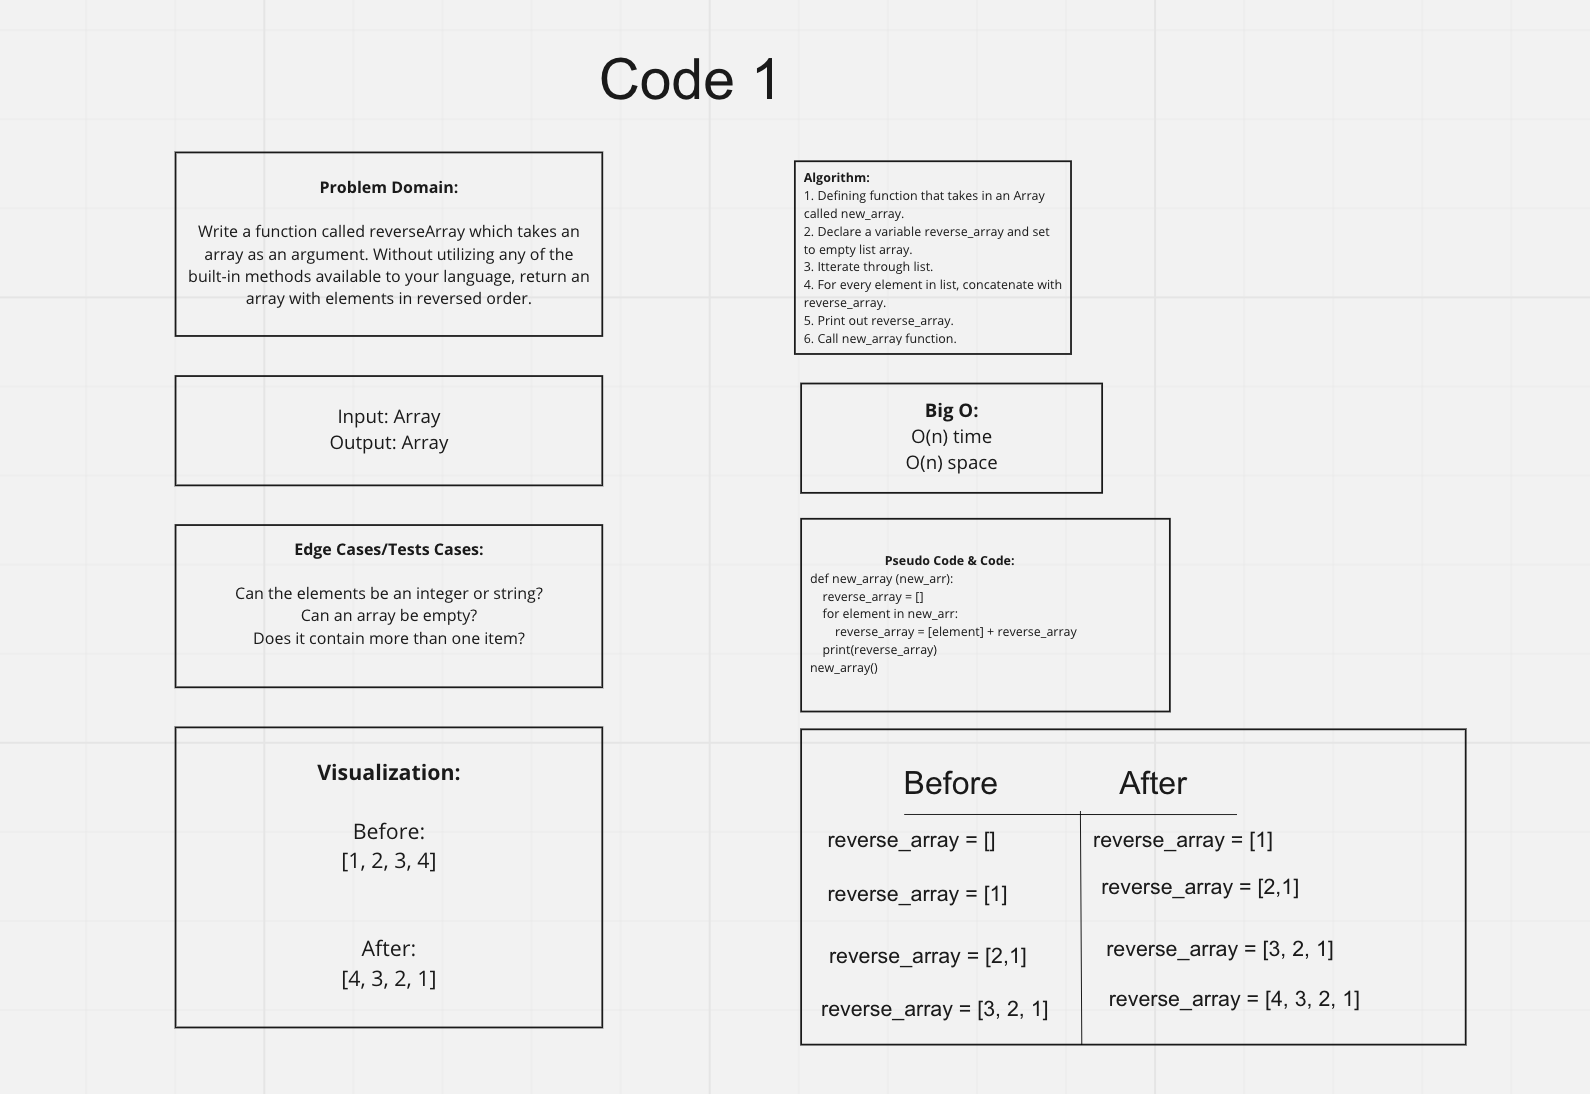 Code 1
Problem Domain:
Write a function called reverseArray which takes an
array as an argument. Without utilizing any of the
built-in methods available to your language, return an
array with elements in reversed order.
Input: Array
Output: Array
Edge Cases/Tests Cases:
Can the elements be an integer or string?
Can an array be empty?
Does it contain more than one item?
Visualization:
Before:
[1, 2, 3, 4]
After:
[4, 3, 2, 1]
Algorithm:
1. Defining function that takes in an Array
called new_array.
2. Declare a variable reverse_array and set
to empty list array.
3. Itterate through list.
4. For every element in list, concatenate with
reverse_array.
5. Print out reverse_array.
6. Call new_array function.
Big O:
O(n) time
O(n) space
Pseudo Code & Code:
def new_array (new_arr):
    reverse_array = []
    for element in new_arr:
        reverse_array = [element] + reverse_array
    print(reverse_array)
new_array()
Before After
reverse_array = [] reverse_array = [1]
reverse_array = [1] reverse_array = [2,1]
reverse_array = [2,1] reverse_array = [3, 2, 1]
reverse_array = [3, 2, 1] reverse_array = [4, 3, 2, 1]